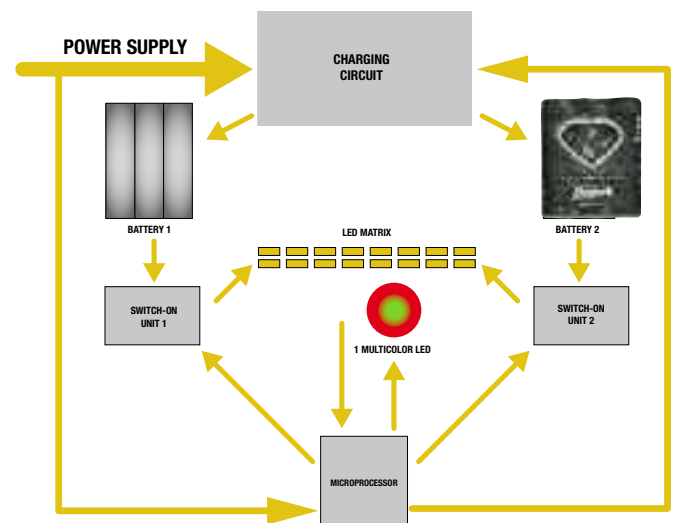 POWER SUPPLY
CHARGING
CIRCUIT
BATTERY 1
BATTERY 2
LED MATRIX
SWITCH-ON
UNIT 1
SWITCH-ON
UNIT 2
1 MULTICOLOR LED
MICROPROCESSOR